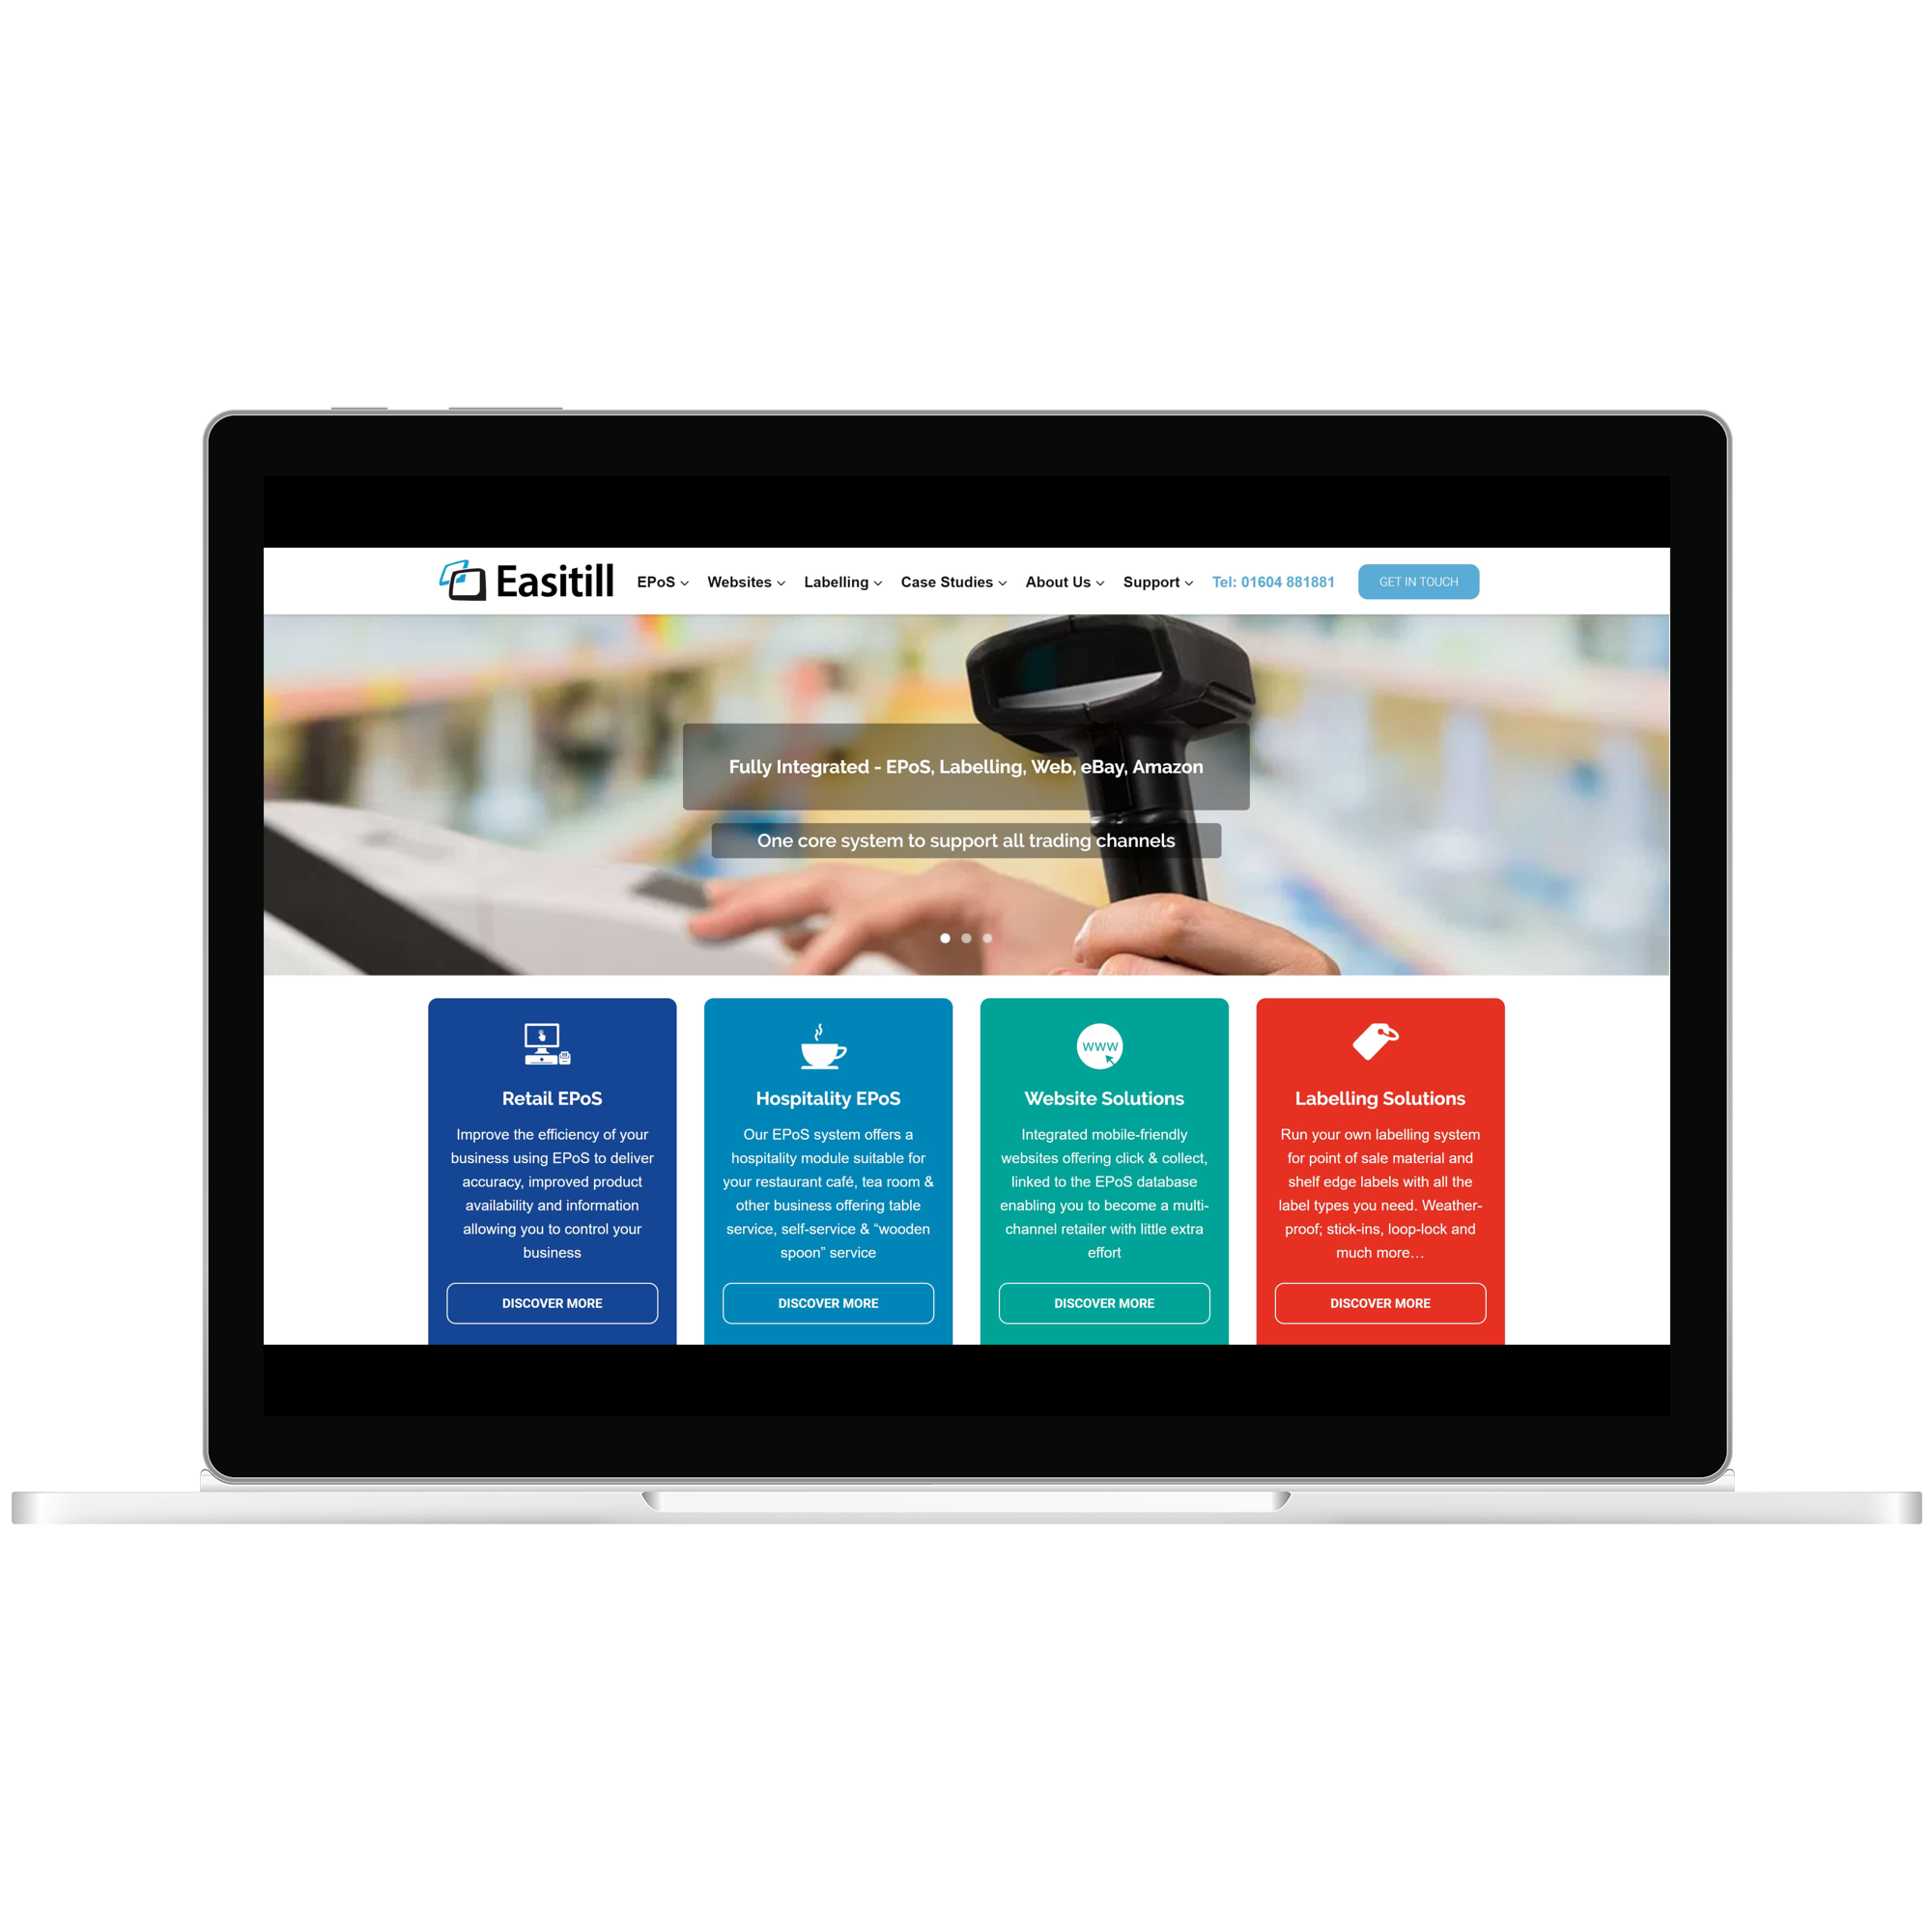 Easitill
EPoS
Websites
Labelling
Case Studies
About Us
Support
Tel: 01604 881881
GET IN TOUCH
Fully Integrated - EPoS, Labelling, Web, eBay, Amazon
One core system to support all trading channels
Retail EPoS
Improve the efficiency of your
business using EPoS to deliver
accuracy, improved product
availability and information
allowing you to control your
business
DISCOVER MORE
Hospitality EPoS
Our EPoS system offers a
hospitality module suitable for
your restaurant café, tea room &
other business offering table
service, self-service & “wooden
spoon” service
DISCOVER MORE
www
Website Solutions
Integrated mobile-friendly
websites offering click & collect,
linked to the EPoS database
enabling you to become a multi-
channel retailer with little extra
effort
DISCOVER MORE
Labelling Solutions
Run your own labelling system
for point of sale material and
shelf edge labels with all the
label types you need. Weather-
proof; stick-ins, loop-lock and
much more…
DISCOVER MORE